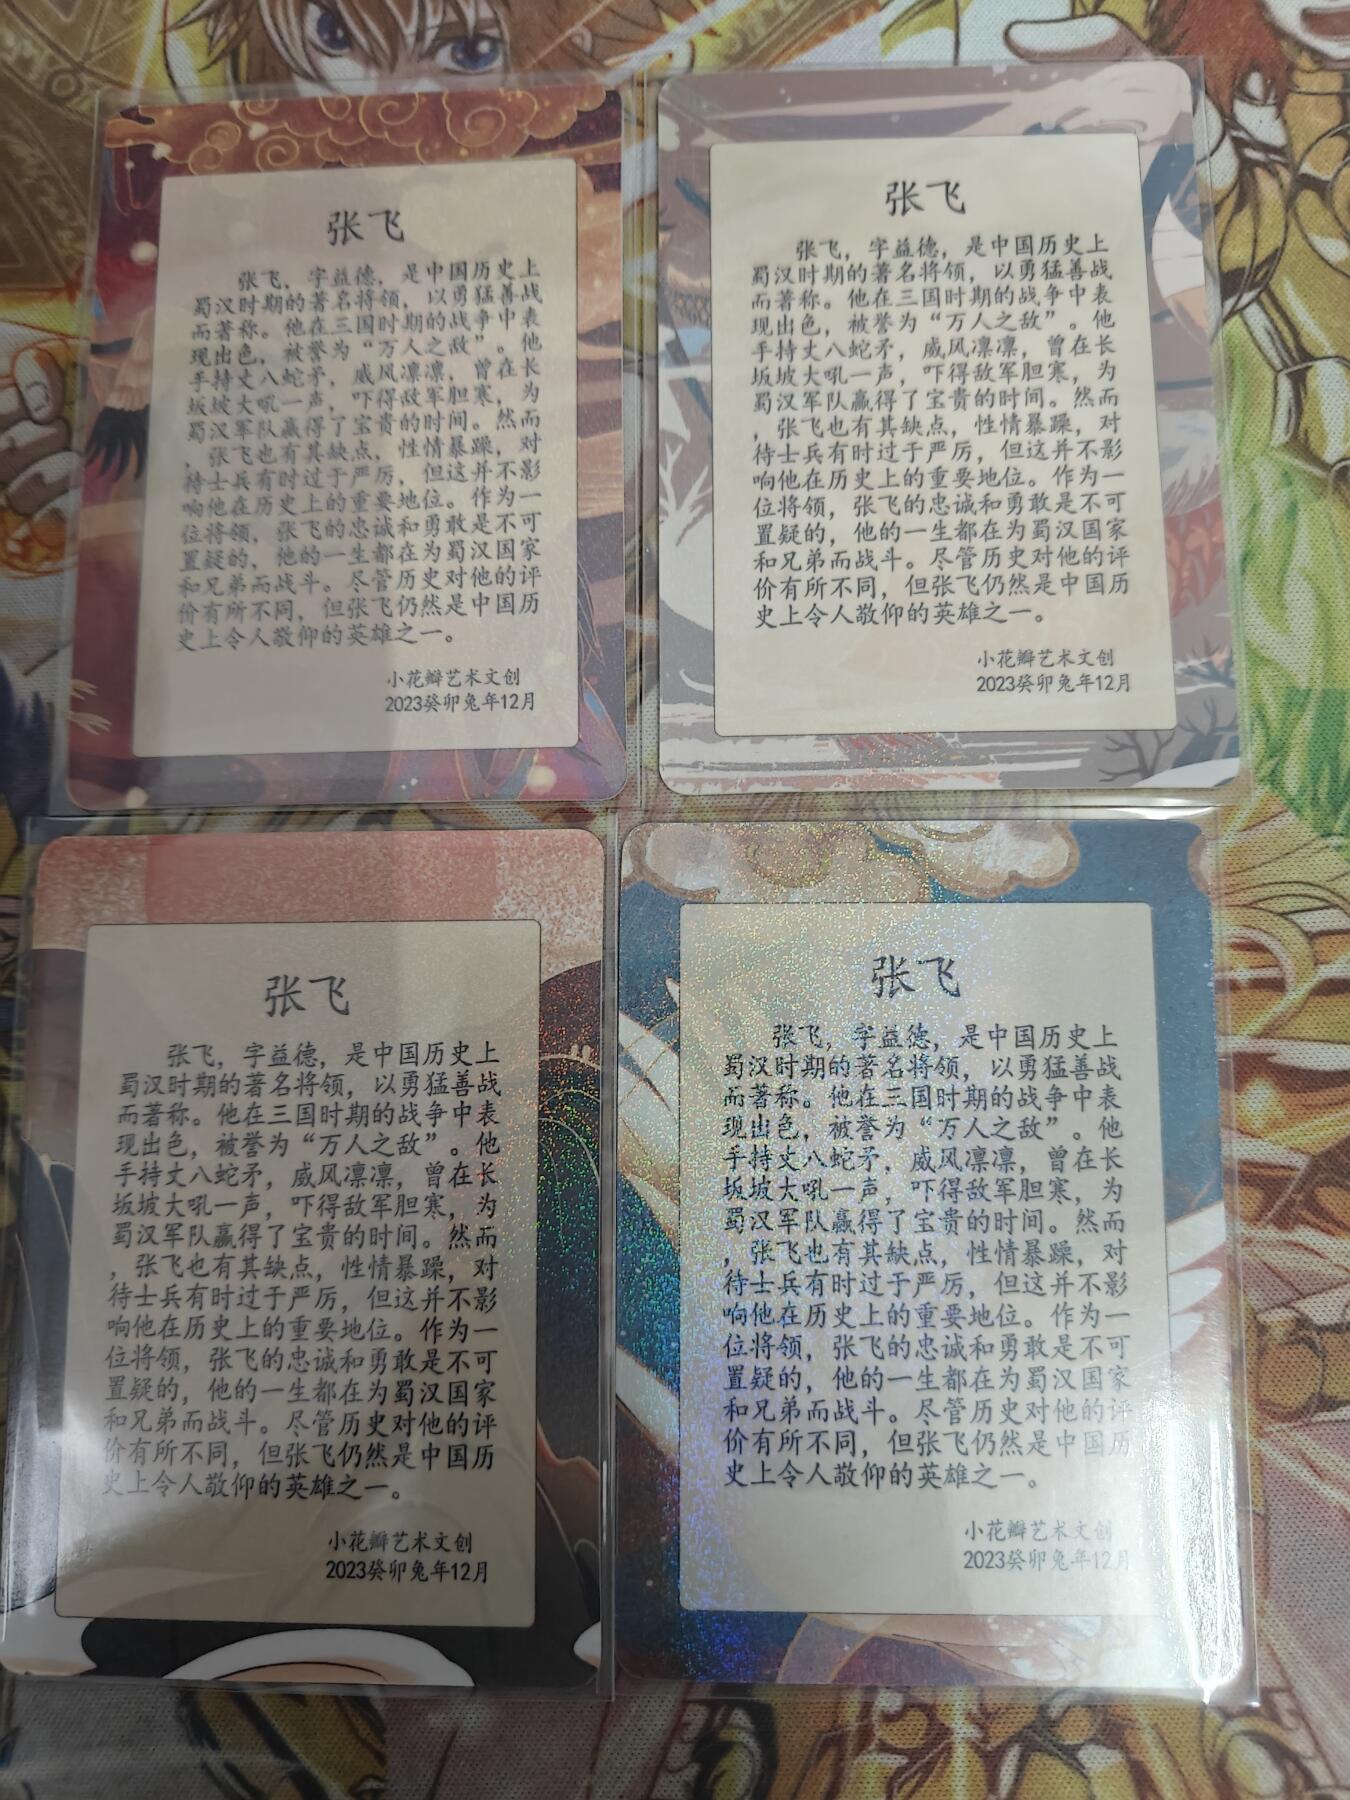 张飞
张飞，字益德，是中国历史上
蜀汉时期的著名将领，以勇猛善战
而著称。他在三国时期的战争中表
现出色，被誉为“万人之敌”。他
手持丈八蛇矛，威风凛凛，曾在长
坂坡大吼一声，吓得敌军胆寒，为
蜀汉军队赢得了宝贵的时间。然而
，张飞也有其缺点，性情暴躁，对
待士兵有时过于严厉，但这并不影
响他在历史上的重要地位。作为一
位将领，张飞的忠诚和勇敢是不可
置疑的，他的一生都在为蜀汉国家
和兄弟而战斗。尽管历史对他的评
价有所不同，但张飞仍然是中国历
史上令人敬仰的英雄之一。
小花瓣艺术文创
2023癸卯兔年12月
张飞
张飞，字益德，是中国历史上
蜀汉时期的著名将领，以勇猛善战
而著称。他在三国时期的战争中表
现出色，被誉为“万人之敌”。他
手持丈八蛇矛，威风凛凛，曾在长
坂坡大吼一声，吓得敌军胆寒，为
蜀汉军队赢得了宝贵的时间。然而
，张飞也有其缺点，性情暴躁，对
待士兵有时过于严厉，但这并不影
响他在历史上的重要地位。作为一
位将领，张飞的忠诚和勇敢是不可
置疑的，他的一生都在为蜀汉国家
和兄弟而战斗。尽管历史对他的评
价有所不同，但张飞仍然是中国历
史上令人敬仰的英雄之一。
小花瓣艺术文创
2023癸卯兔年12月
张飞
张飞，字益德，是中国历史上
蜀汉时期的著名将领，以勇猛善战
而著称。他在三国时期的战争中表
现出色，被誉为“万人之敌”。他
手持丈八蛇矛，威风凛凛，曾在长
坂坡大吼一声，吓得敌军胆寒，为
蜀汉军队赢得了宝贵的时间。然而
，张飞也有其缺点，性情暴躁，对
待士兵有时过于严厉，但这并不影
响他在历史上的重要地位。作为一
位将领，张飞的忠诚和勇敢是不可
置疑的，他的一生都在为蜀汉国家
和兄弟而战斗。尽管历史对他的评
价有所不同，但张飞仍然是中国历
史上令人敬仰的英雄之一。
小花瓣艺术文创
2023癸卯兔年12月
张飞
张飞，字益德，是中国历史上
蜀汉时期的著名将领，以勇猛善战
而著称。他在三国时期的战争中表
现出色，被誉为“万人之敌”。他
手持丈八蛇矛，威风凛凛，曾在长
坂坡大吼一声，吓得敌军胆寒，为
蜀汉军队赢得了宝贵的时间。然而
，张飞也有其缺点，性情暴躁，对
待士兵有时过于严厉，但这并不影
响他在历史上的重要地位。作为一
位将领，张飞的忠诚和勇敢是不可
置疑的，他的一生都在为蜀汉国家
和兄弟而战斗。尽管历史对他的评
价有所不同，但张飞仍然是中国历
史上令人敬仰的英雄之一。
小花瓣艺术文创
2023癸卯兔年12月